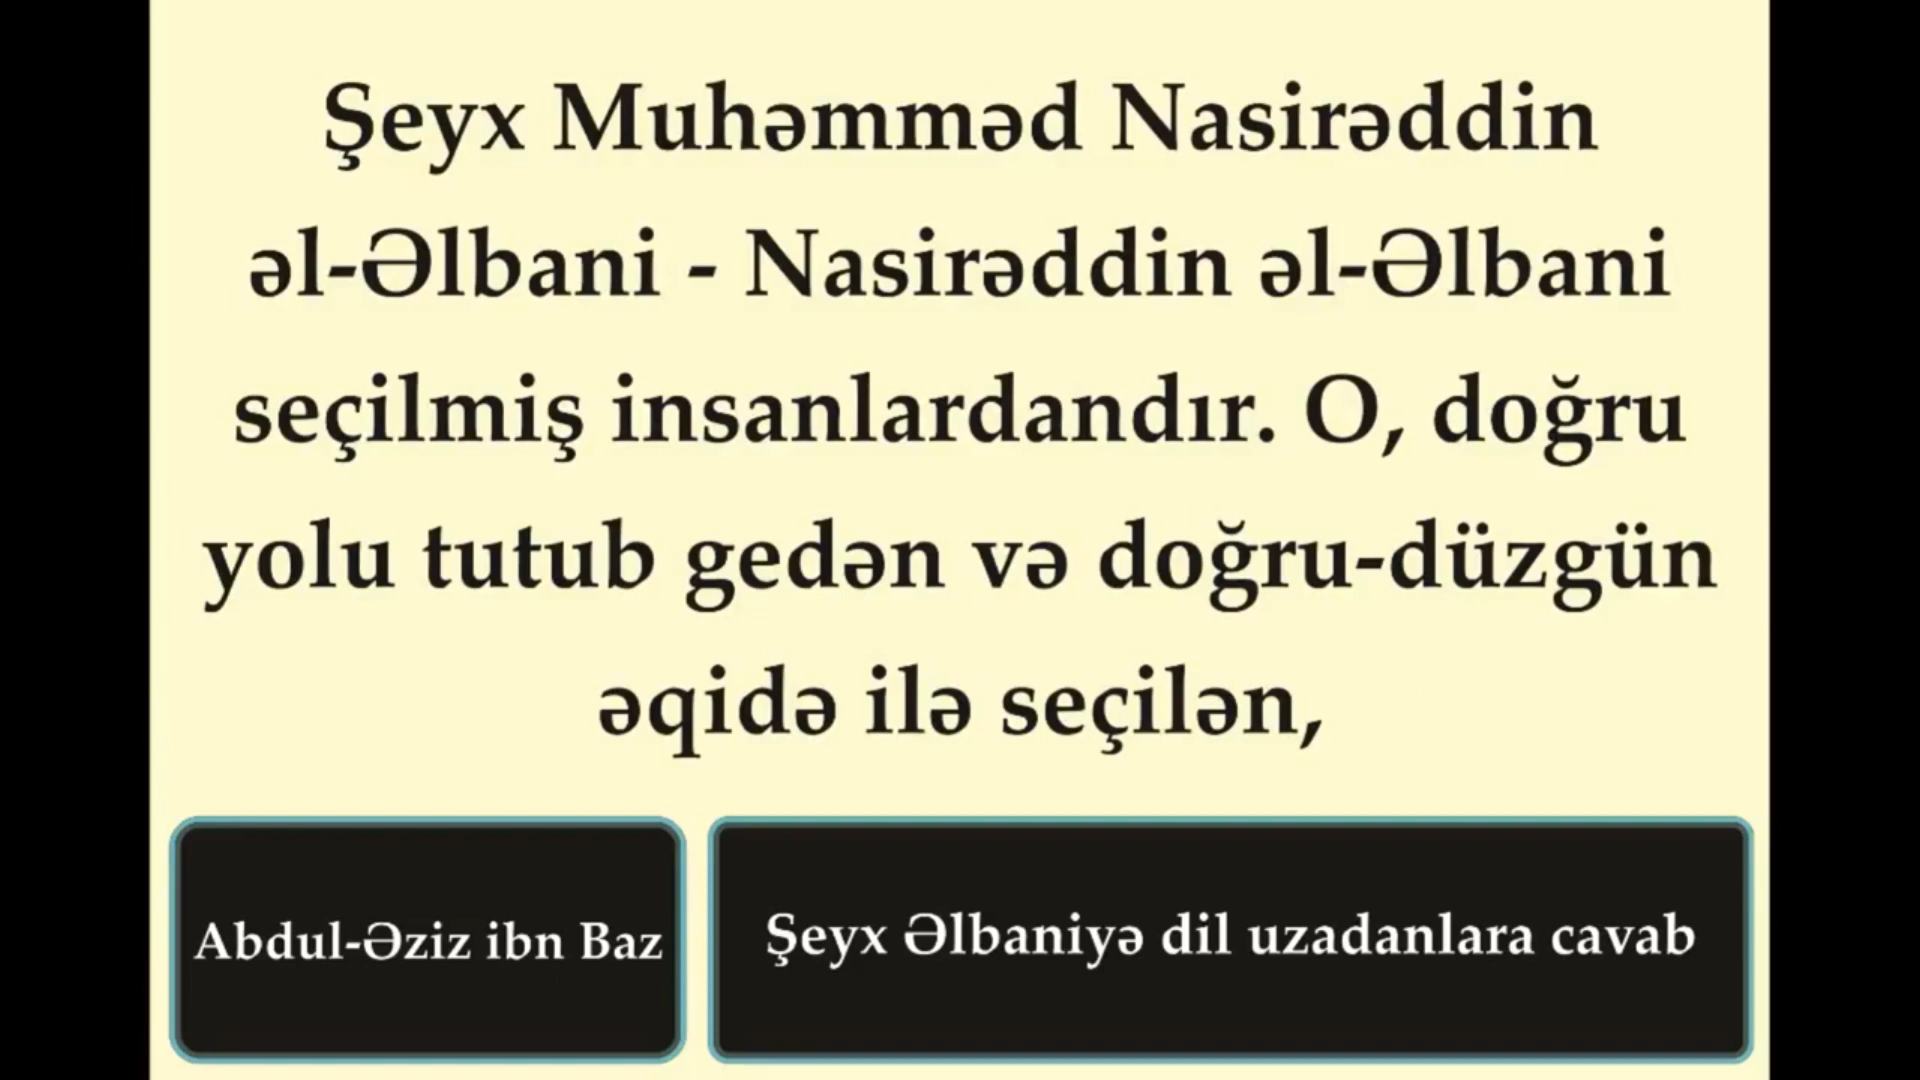 Şeyx Muhəmməd Nasirəddin
əl-Əlbani - Nasirəddin əl-Əlbani
seçilmiş insanlardandır. O, doğru
yolu tutub gedən və doğru-düzgün
əqidə ilə seçilən,
Abdul-Əziz ibn Baz
Şeyx Əlbaniyə dil uzadanlara cavab